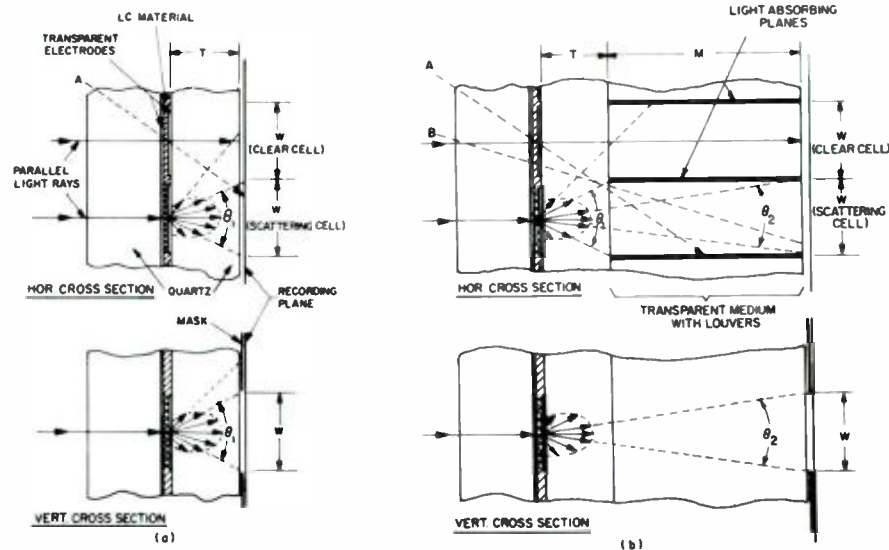 LC MATERIAL
TRANSPARENT
ELECTRODES
T
A
W
(CLEAR CELL)
PARALLEL
LIGHT RAYS
θ1
W
(SCATTERING CELL)
HOR CROSS SECTION
QUARTZ
RECORDING
PLANE
MASK
θ1
W
VERT. CROSS SECTION
(a)
LIGHT ABSORBING
PLANES
T
M
A
B
W
(CLEAR CELL)
θ2
W
(SCATTERING
CELL)
HOR CROSS SECTION
TRANSPARENT MEDIUM
WITH LOUVERS
θ2
W
VERT. CROSS SECTION
(b)